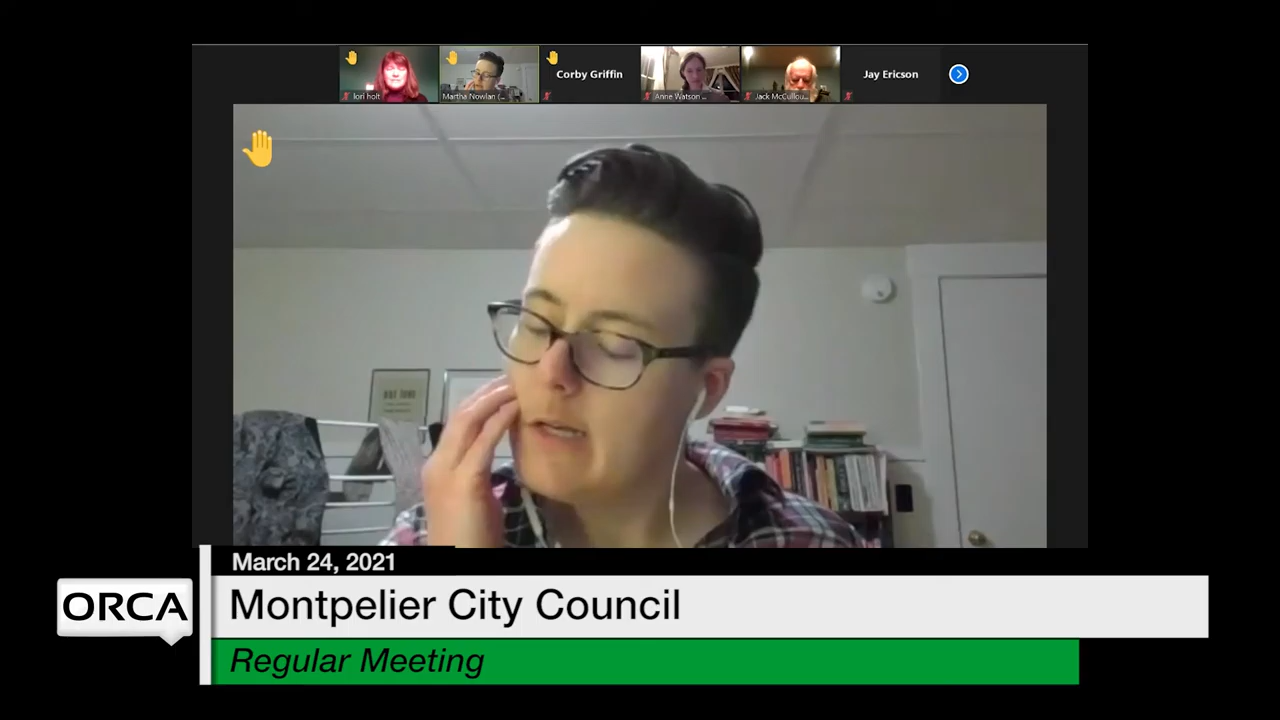 lori holt
Martha Nowlan (...
Corby Griffin
Anne Watson ...
Jack McCullou...
Jay Ericson
March 24, 2021
ORCA
Montpelier City Council
Regular Meeting